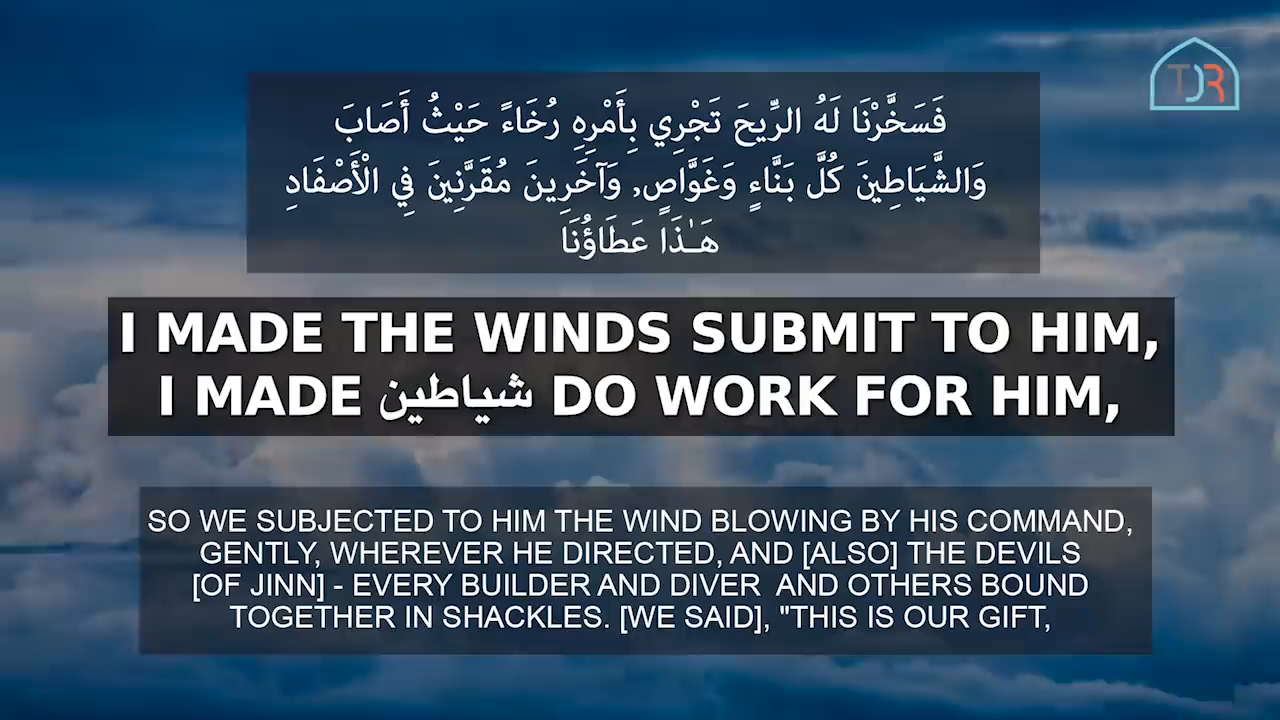 TJR
فَسَخَّرْنَا لَهُ الرِّيحَ تَجْرِي بِأَمْرِهِ رُخَاءً حَيْثُ أَصَابَ
وَالشَّيَاطِينَ كُلَّ بَنَّاءٍ وَغَوَّاصٍ, وَآخَرِينَ مُقَرَّنِينَ فِي الْأَصْفَادِ
هَـٰذَا عَطَاؤُنَا
I MADE THE WINDS SUBMIT TO HIM,
I MADE شیاطین DO WORK FOR HIM,
SO WE SUBJECTED TO HIM THE WIND BLOWING BY HIS COMMAND,
GENTLY, WHEREVER HE DIRECTED, AND [ALSO] THE DEVILS
[OF JINN] - EVERY BUILDER AND DIVER  AND OTHERS BOUND
TOGETHER IN SHACKLES. [WE SAID], "THIS IS OUR GIFT,